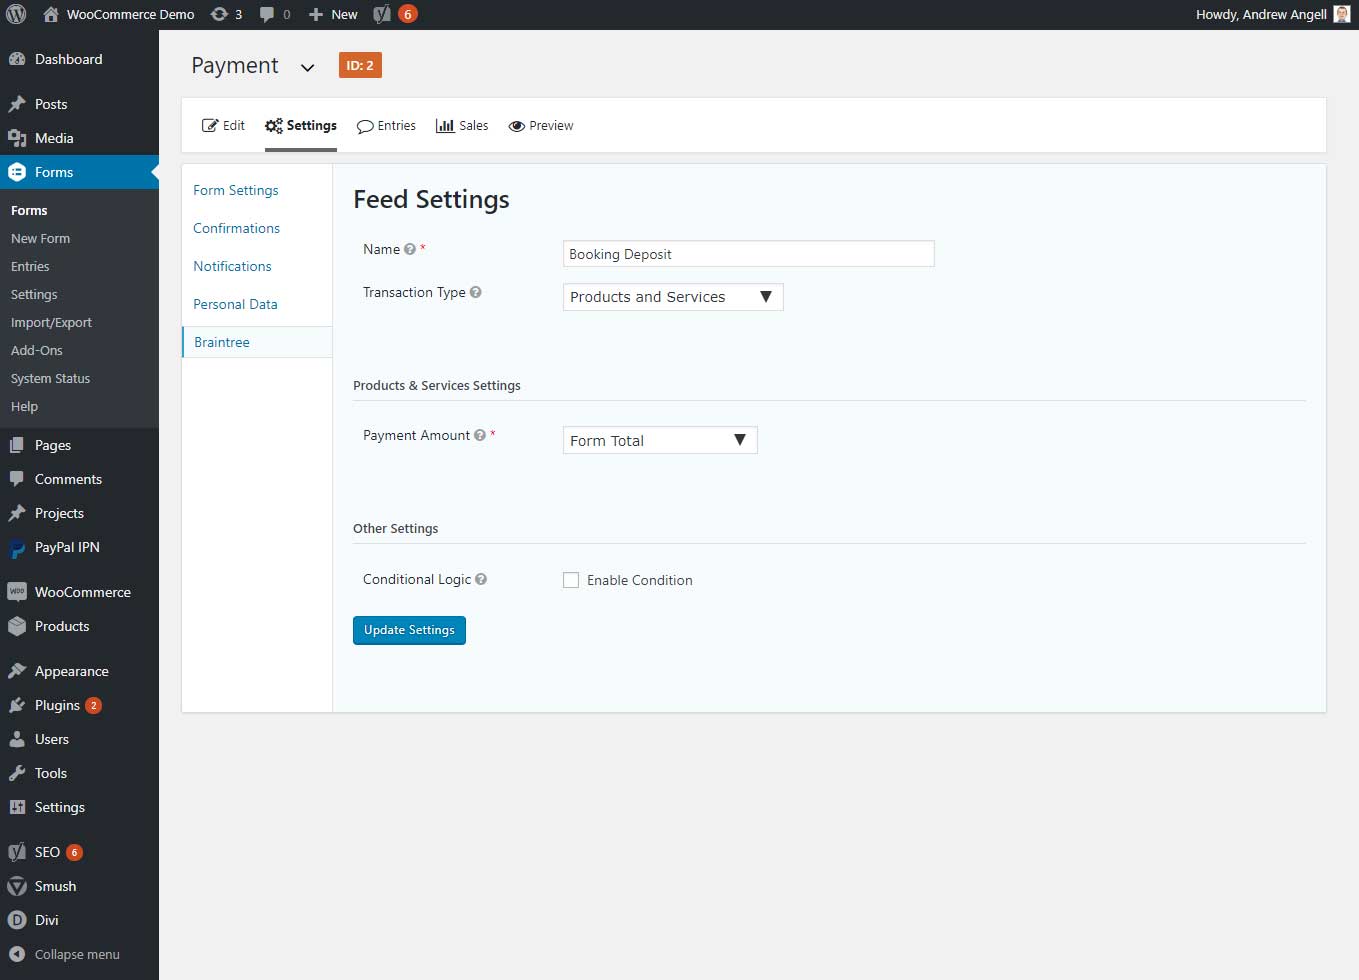 WooCommerce Demo 3 0 New 6 Howdy, Andrew Angell
Dashboard
Posts
Media
Forms
Forms
New Form
Entries
Settings
Import/Export
Add-Ons
System Status
Help
Pages
Comments
Projects
PayPal IPN
WooCommerce
Products
Appearance
Plugins 2
Users
Tools
Settings
SEO 6
Smush
Divi
Collapse menu
Payment ID: 2
Edit Settings Entries Sales Preview
Form Settings
Confirmations
Notifications
Personal Data
Braintree
Feed Settings
Name ? * Booking Deposit
Transaction Type ? Products and Services
Products & Services Settings
Payment Amount ? * Form Total
Other Settings
Conditional Logic ? Enable Condition
Update Settings